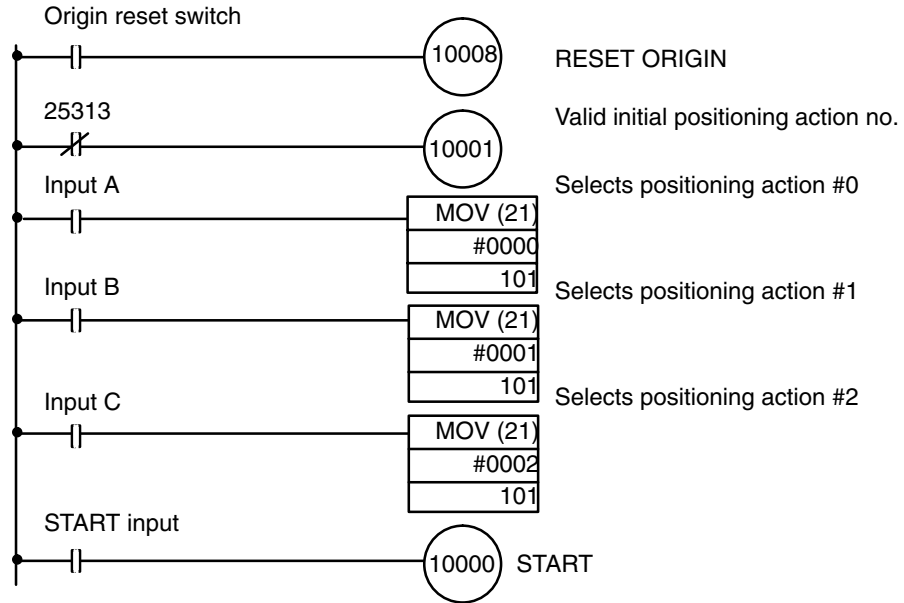 Origin reset switch
10008
RESET ORIGIN
25313
Valid initial positioning action no.
10001
Input A
Selects positioning action #0
MOV (21)
#0000
101
Input B
Selects positioning action #1
MOV (21)
#0001
101
Input C
Selects positioning action #2
MOV (21)
#0002
101
START input
10000
START